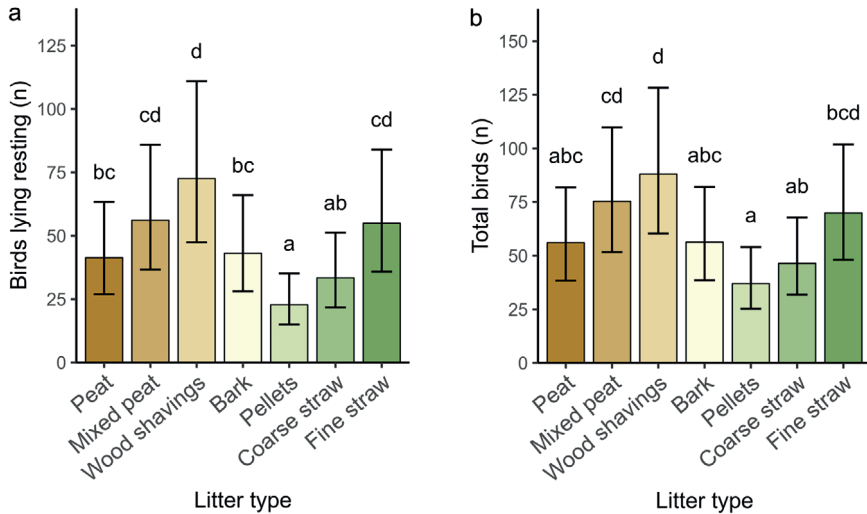 a
Birds lying resting (n)
125
100
75
50
25
0
bc
cd
d
bc
a
ab
cd
Peat
Mixed peat
Wood shavings
Bark
Pellets
Coarse straw
Fine straw
Litter type
b
Total birds (n)
150
125
100
75
50
25
0
abc
cd
d
abc
a
ab
bcd
Peat
Mixed peat
Wood shavings
Bark
Pellets
Coarse straw
Fine straw
Litter type